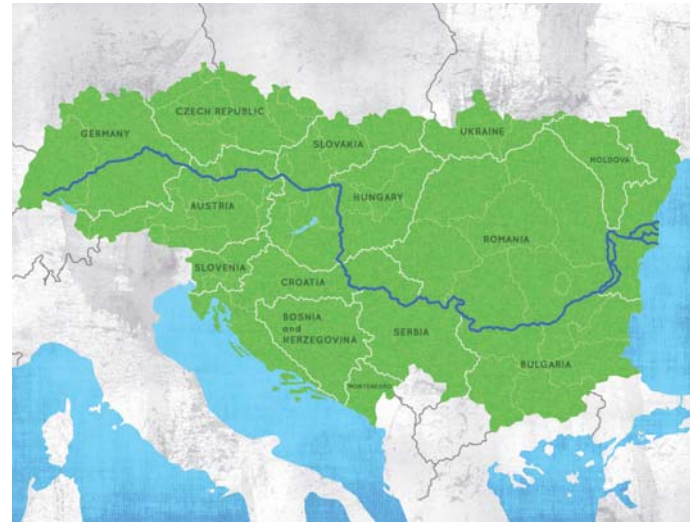 CZECH REPUBLIC
GERMANY
SLOVAKIA
UKRAINE
MOLDOVA
AUSTRIA
HUNGARY
ROMANIA
SLOVENIA
CROATIA
BOSNIA
and
HERZEGOVINA
SERBIA
BULGARIA
MONTENEGRO